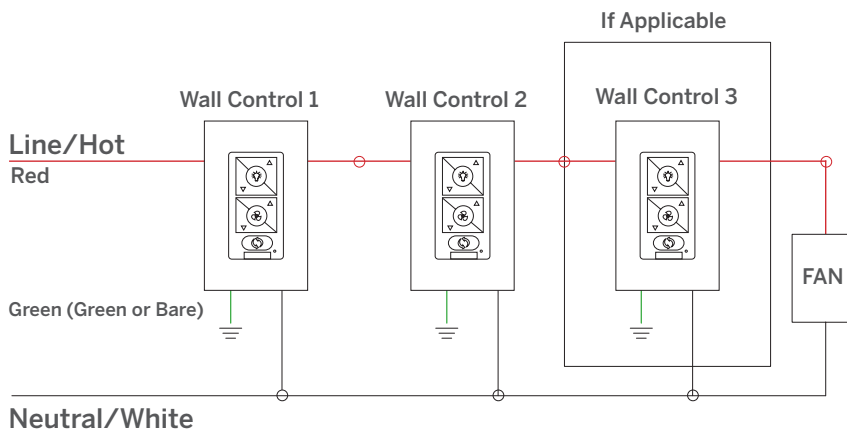 If Applicable
Wall Control 1
Wall Control 2
Wall Control 3
Line/Hot
Red
FAN
Green (Green or Bare)
Neutral/White